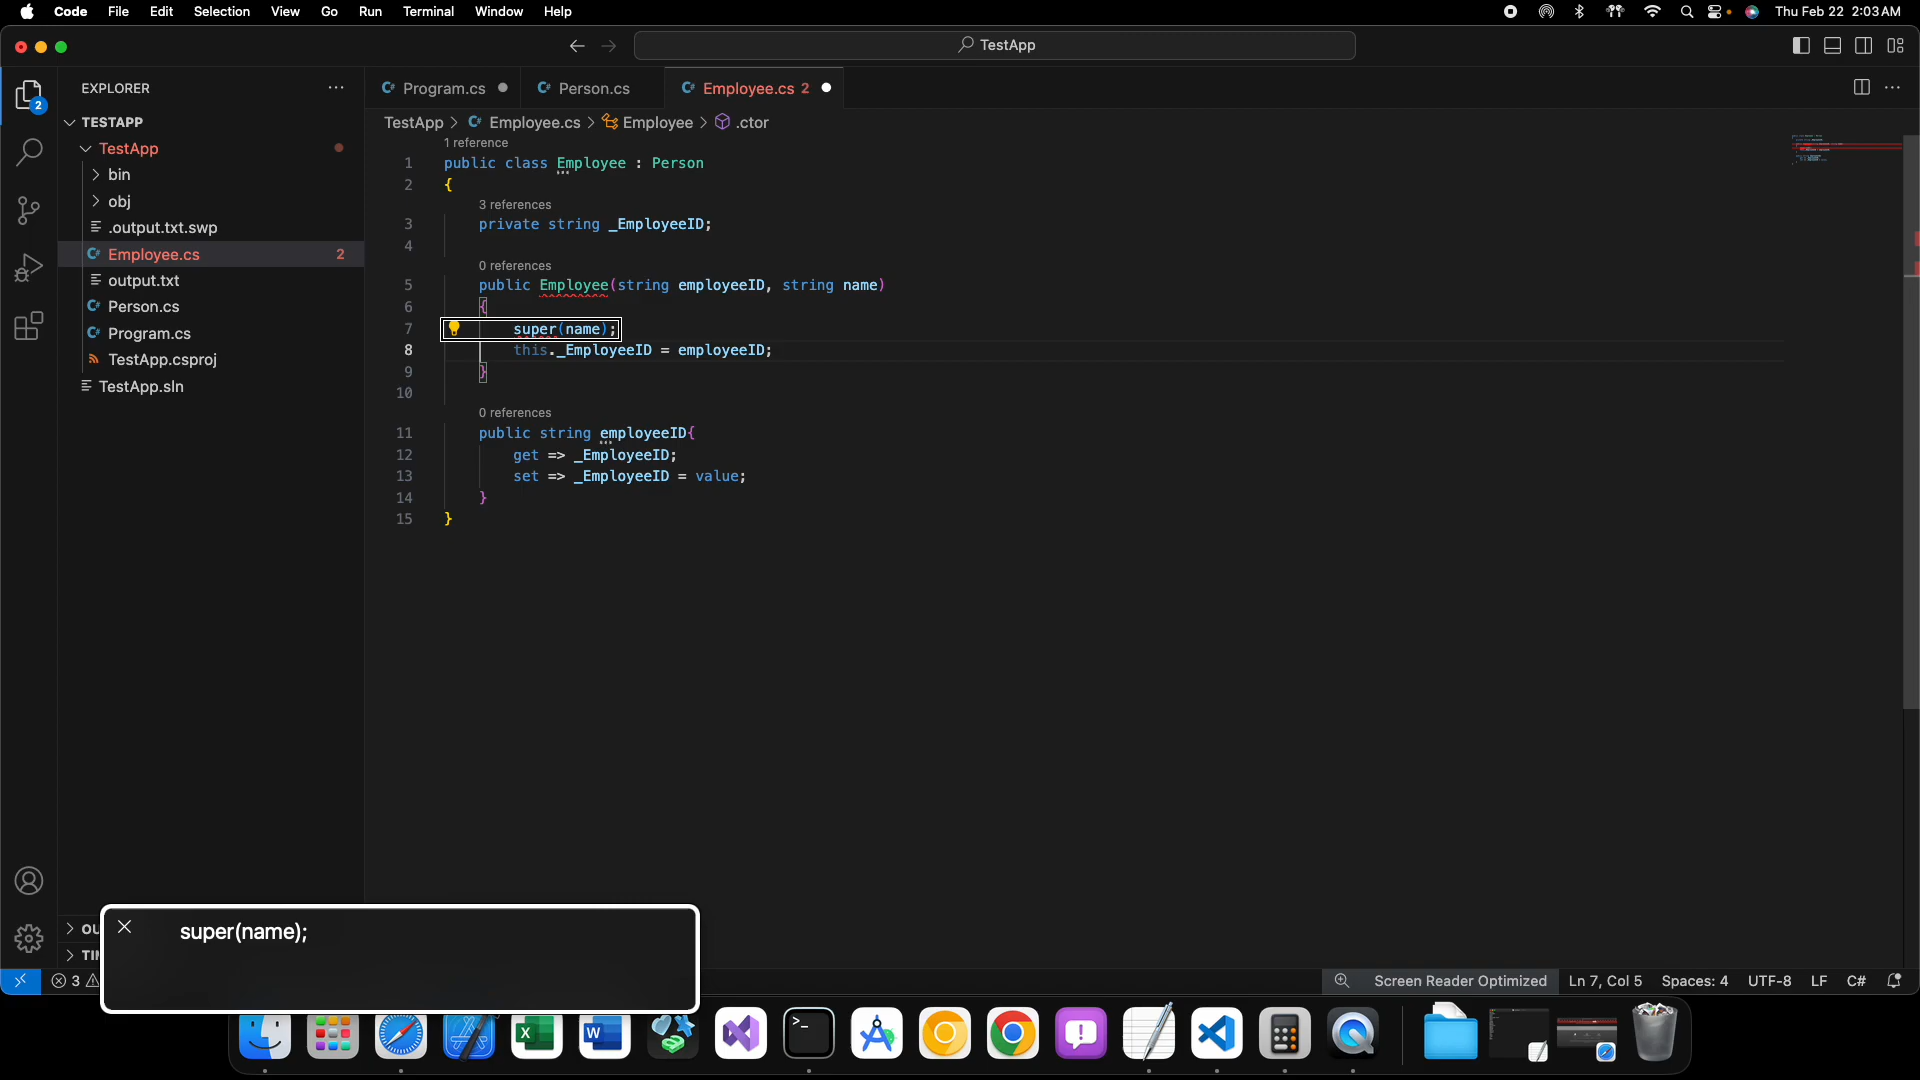 Code File Edit Selection View Go Run Terminal Window Help Thu Feb 22 2:03 AM
TestApp
EXPLORER
2
TESTAPP
TestApp
bin
obj
.output.txt.swp
Employee.cs 2
output.txt
Person.cs
Program.cs
TestApp.csproj
TestApp.sln
Program.cs Person.cs Employee.cs 2
TestApp > Employee.cs > Employee > .ctor
1 reference
1 public class Employee : Person
2 {
3 references
3 private string _EmployeeID;
4
0 references
5 public Employee(string employeeID, string name)
6 {
7 super(name);
8 this._EmployeeID = employeeID;
9 }
10
0 references
11 public string employeeID{
12 get => _EmployeeID;
13 set => _EmployeeID = value;
14 }
15 }
OU
TI
super(name);
3
Screen Reader Optimized Ln 7, Col 5 Spaces: 4 UTF-8 LF C#